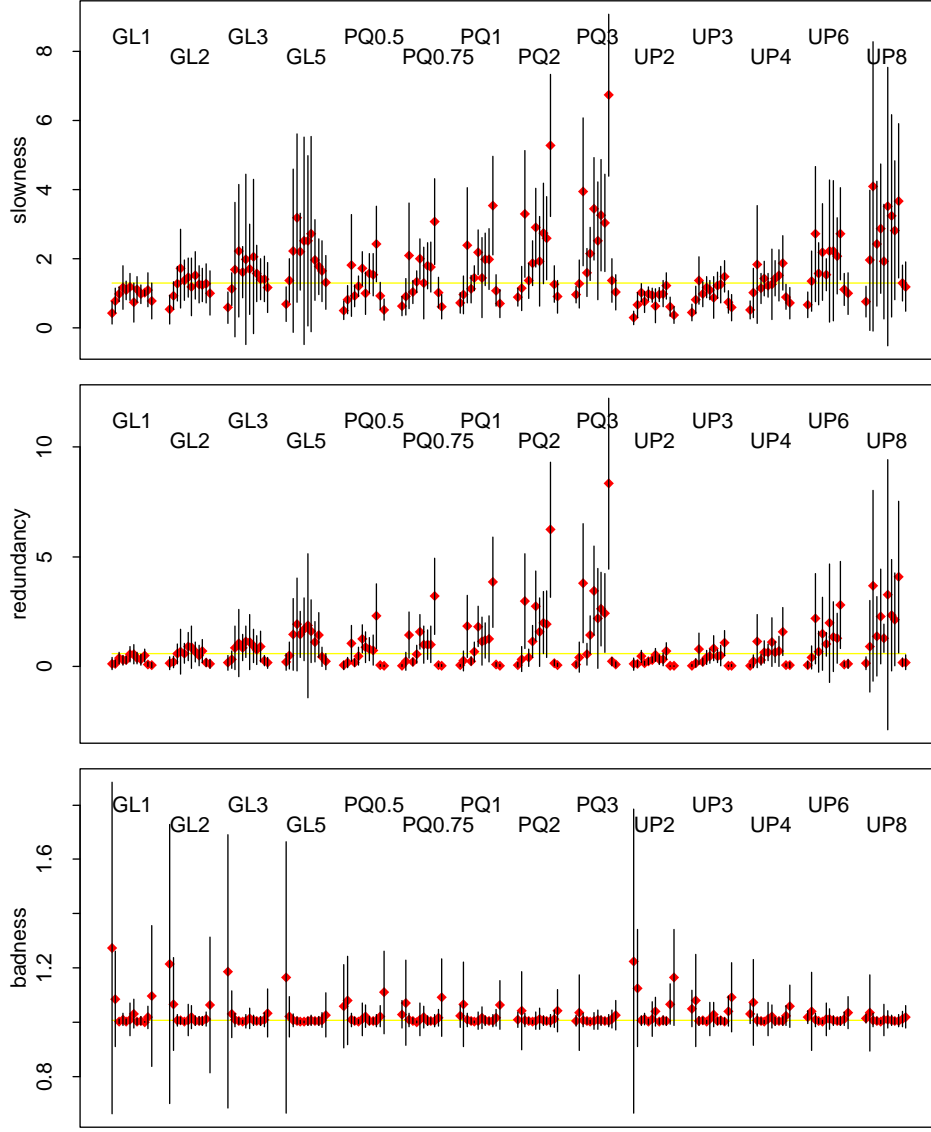 GL1 GL3 PQ0.5 PQ1 PQ3 UP3 UP6
GL2 GL5 PQ0.75 PQ2 UP2 UP4 UP8
8
6
4
2
0
slowness
GL1 GL3 PQ0.5 PQ1 PQ3 UP3 UP6
GL2 GL5 PQ0.75 PQ2 UP2 UP4 UP8
10
5
0
redundancy
GL1 GL3 PQ0.5 PQ1 PQ3 UP3 UP6
GL2 GL5 PQ0.75 PQ2 UP2 UP4 UP8
1.6
1.2
0.8
badness